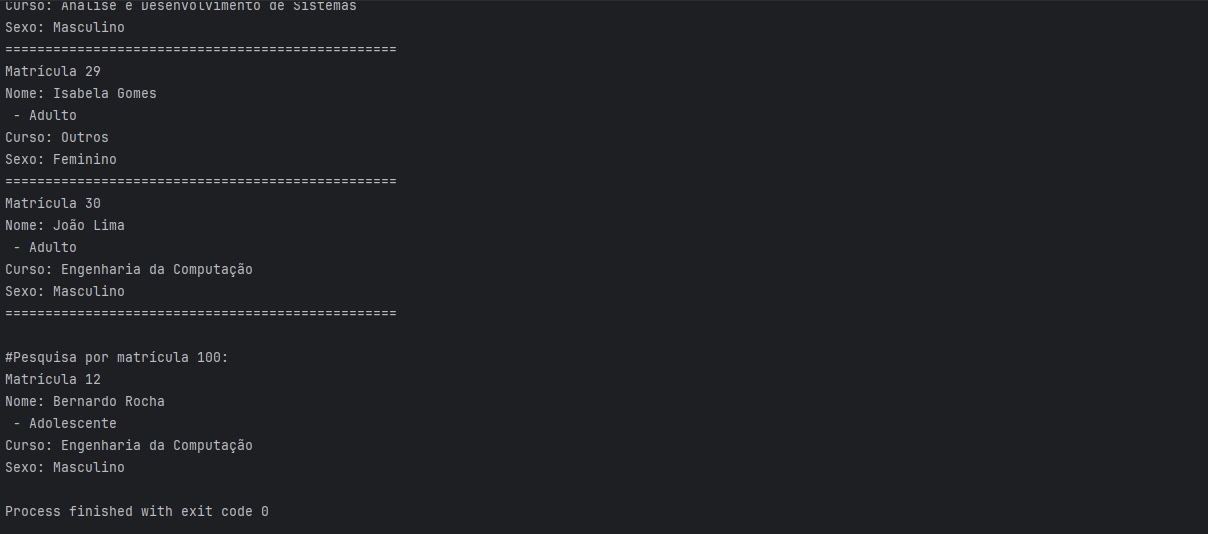 Curso: Análise e Desenvolvimento de Sistemas
Sexo: Masculino
=================================================
Matrícula 29
Nome: Isabela Gomes
 - Adulto
Curso: Outros
Sexo: Feminino
=================================================
Matrícula 30
Nome: João Lima
 - Adulto
Curso: Engenharia da Computação
Sexo: Masculino
=================================================
#Pesquisa por matrícula 100:
Matrícula 12
Nome: Bernardo Rocha
 - Adolescente
Curso: Engenharia da Computação
Sexo: Masculino
Process finished with exit code 0